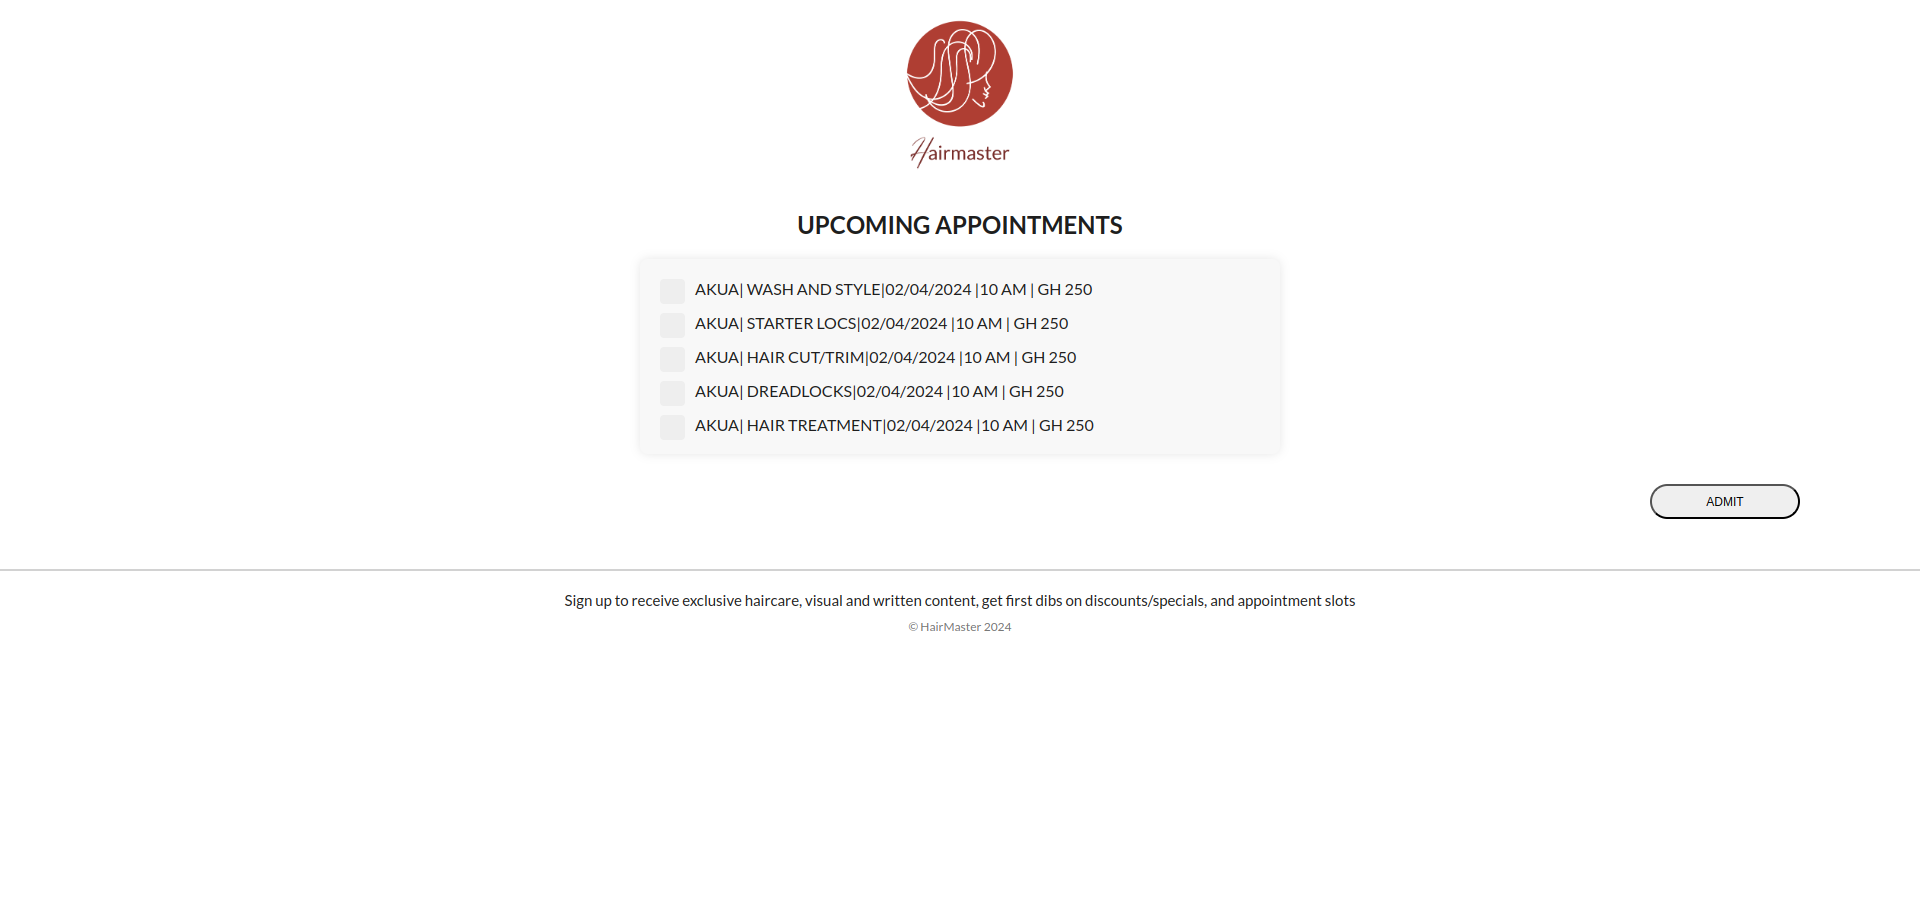 Hairmaster
UPCOMING APPOINTMENTS
AKUA| WASH AND STYLE|02/04/2024 |10 AM | GH 250
AKUA| STARTER LOCS|02/04/2024 |10 AM | GH 250
AKUA| HAIR CUT/TRIM|02/04/2024 |10 AM | GH 250
AKUA| DREADLOCKS|02/04/2024 |10 AM | GH 250
AKUA| HAIR TREATMENT|02/04/2024 |10 AM | GH 250
ADMIT
Sign up to receive exclusive haircare, visual and written content, get first dibs on discounts/specials, and appointment slots
© HairMaster 2024